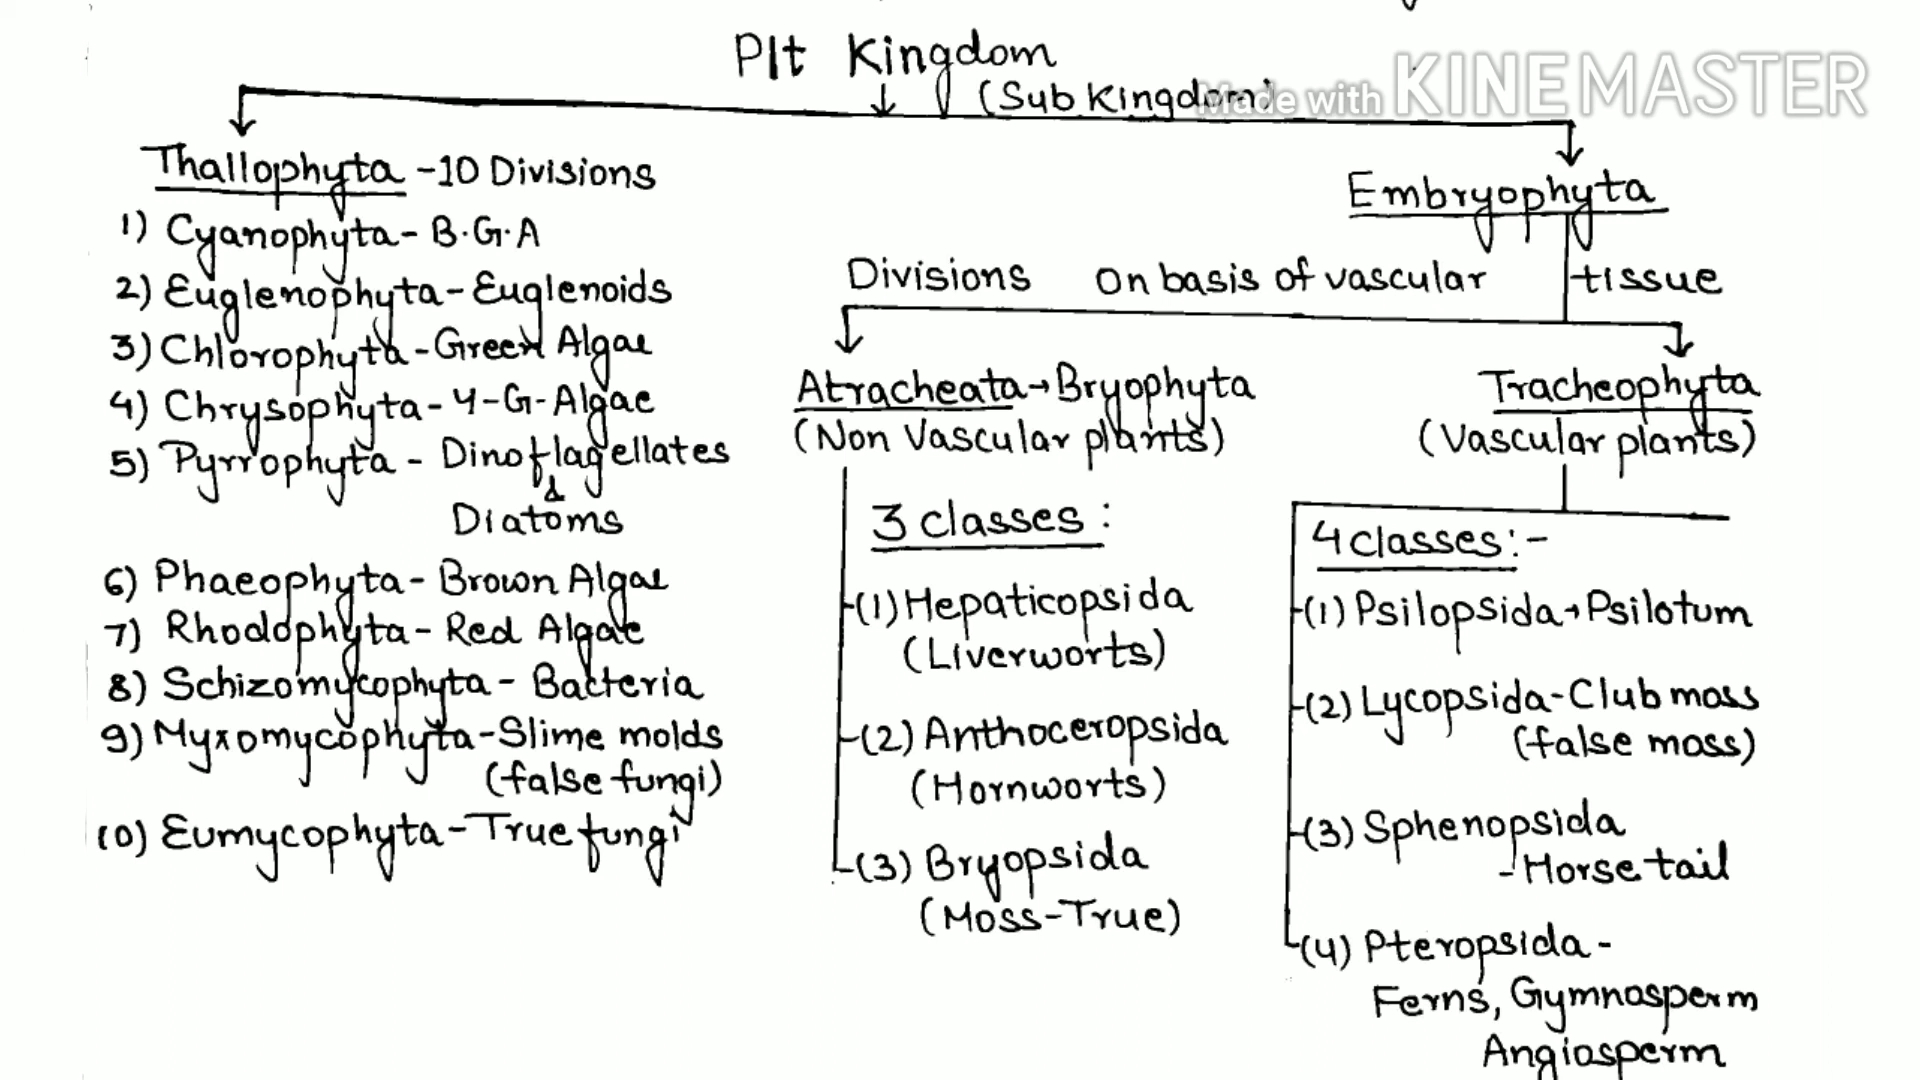 Plt Kingdom
(Sub Kingdom)
Made with KINEMASTER
Thallophyta - 10 Divisions
1) Cyanophyta - B.G.A
2) Euglenophyta - Euglenoids
3) Chlorophyta - Green Algae
4) Chrysophyta - Y-G-Algae
5) Pyrrophyta - Dinoflagellates
&
Diatoms
6) Phaeophyta - Brown Algae
7) Rhodophyta - Red Algae
8) Schizomycophyta - Bacteria
9) Myxomycophyta - Slime molds
(false fungi)
10) Eumycophyta - True fungi
Embryophyta
Divisions on basis of vascular tissue
Atracheata → Bryophyta
(Non Vascular plants)
3 classes :
(1) Hepaticopsida
(Liverworts)
(2) Anthoceropsida
(Hornworts)
(3) Bryopsida
(Moss-True)
Tracheophyta
(Vascular plants)
4 classes :-
(1) Psilopsida → Psilotum
(2) Lycopsida - Club moss
(false moss)
(3) Sphenopsida
- Horse tail
(4) Pteropsida -
Ferns, Gymnosperm
Angiosperm